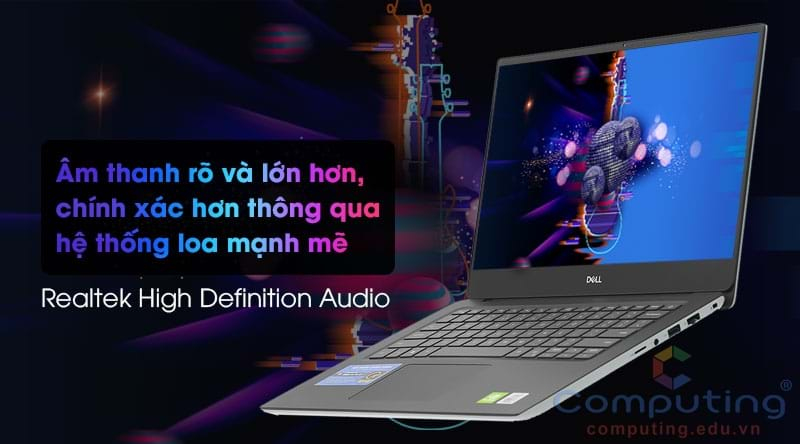 Âm thanh rõ và lớn hơn,
chính xác hơn thông qua
hệ thống loa mạnh mẽ
Realtek High Definition Audio
DELL
Computing®
computing.edu.vn